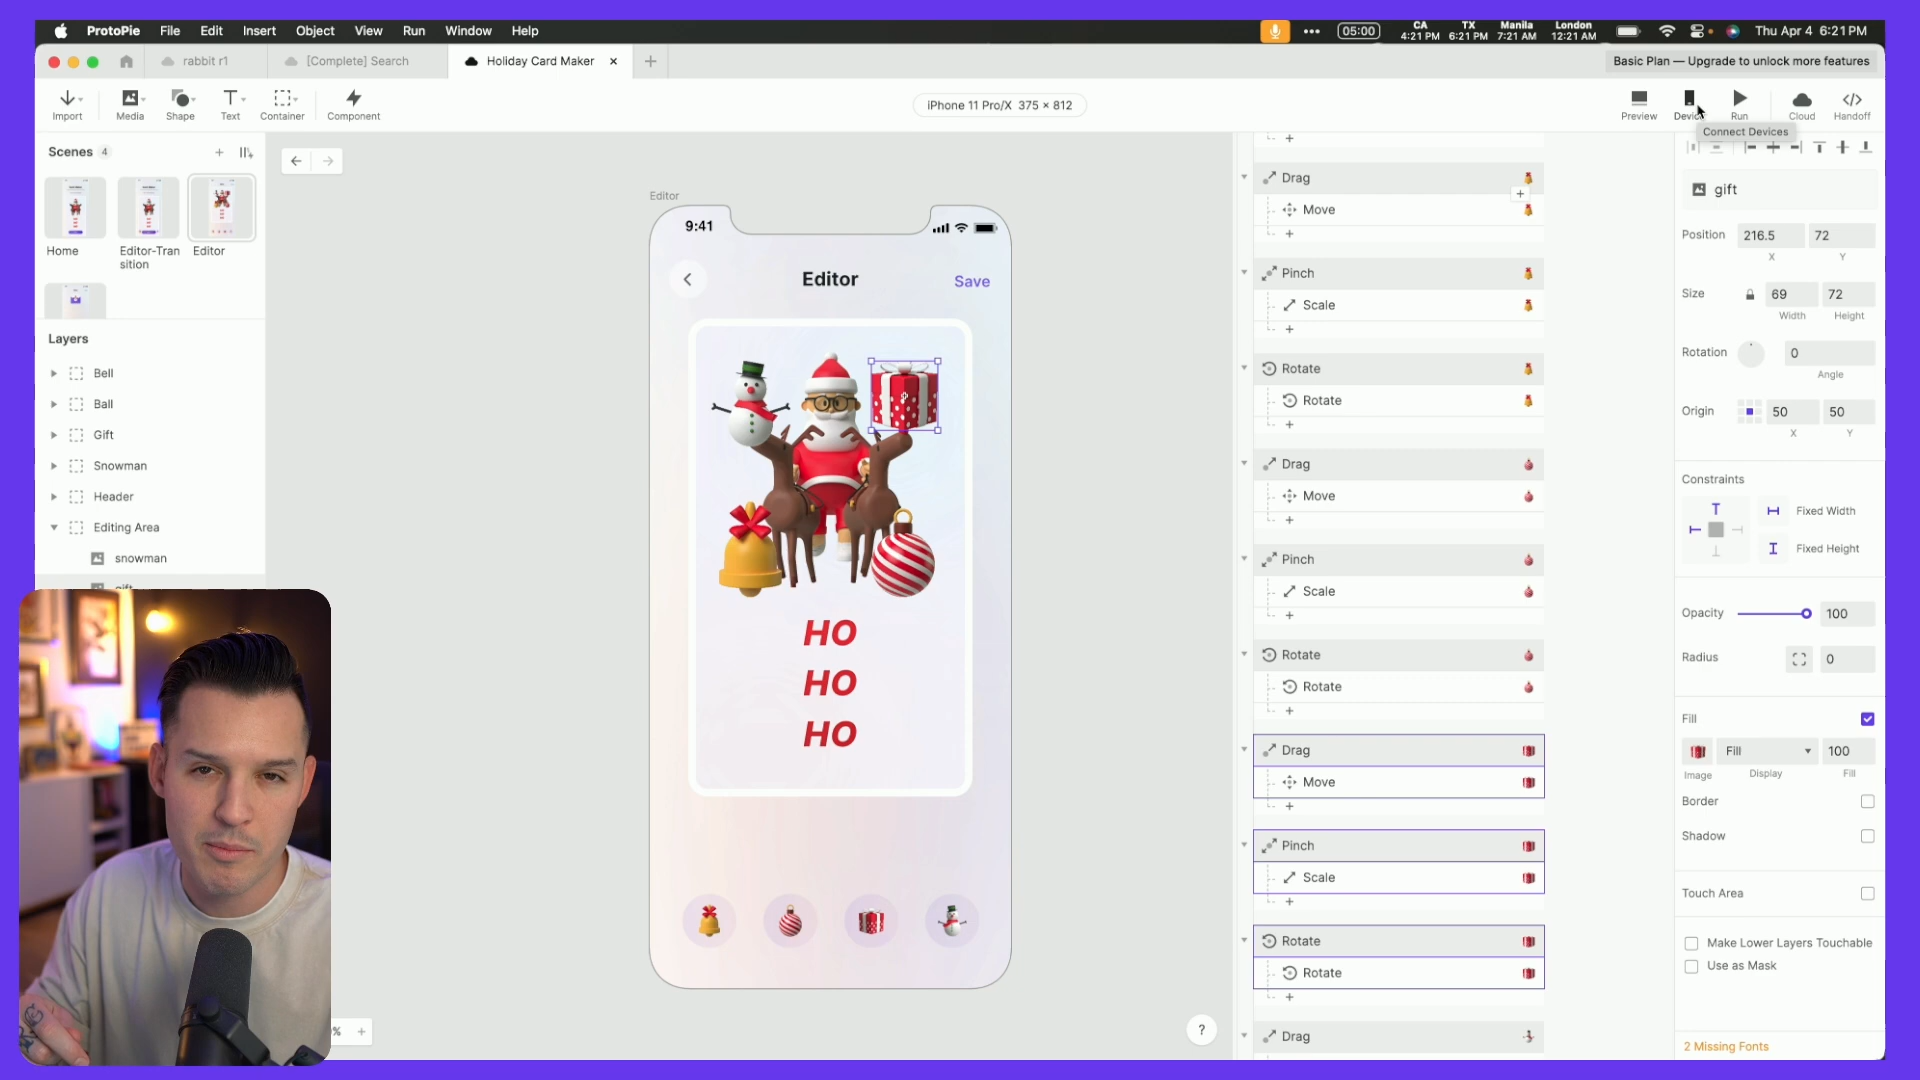 ProtoPie File Edit Insert Object View Run Window Help
05:00
CA
4:21 PM
TX
6:21 PM
Manila
7:21 AM
London
12:21 AM
Thu Apr 4 6:21 PM
rabbit r1
[Complete] Search
Holiday Card Maker
Basic Plan — Upgrade to unlock more features
Import
Media
Shape
Text
Container
Component
iPhone 11 Pro/X 375 × 812
Preview
Run
Cloud
Handoff
Connect Devices
Scenes 4
Home
Editor-Tran
sition
Editor
Layers
Bell
Ball
Gift
Snowman
Header
Editing Area
snowman
gift
Editor
9:41
Editor
Save
HO
HO
HO
%
?
Drag
Move
Pinch
Scale
Rotate
Rotate
Drag
Move
Pinch
Scale
Rotate
Rotate
Drag
Move
Pinch
Scale
Rotate
Rotate
Drag
gift
Position 216.5 72
X Y
Size 69 72
Width Height
Rotation 0
Angle
Origin 50 50
X Y
Constraints
Fixed Width
Fixed Height
Opacity 100
Radius 0
Fill
Fill 100
Image Display Fill
Border
Shadow
Touch Area
Make Lower Layers Touchable
Use as Mask
2 Missing Fonts